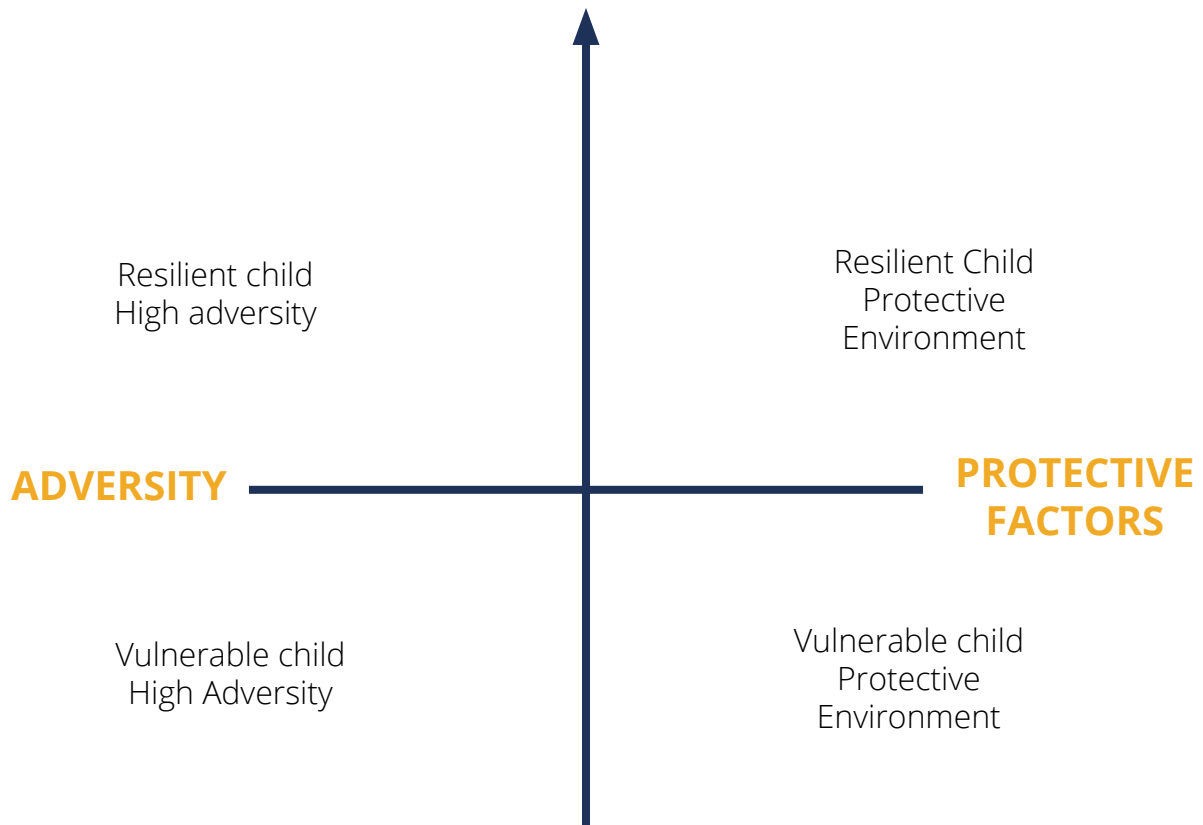 Resilient child
High adversity
Resilient Child
Protective
Environment
ADVERSITY
PROTECTIVE
FACTORS
Vulnerable child
High Adversity
Vulnerable child
Protective
Environment